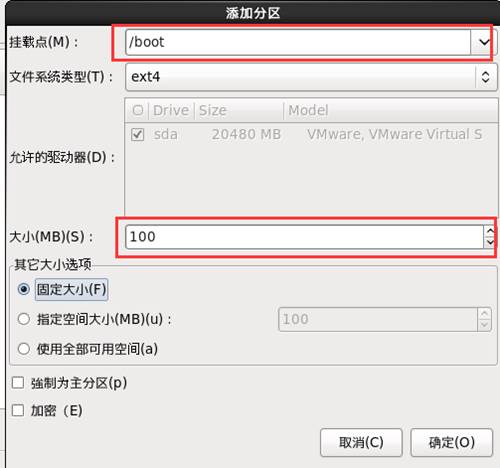 添加分区
挂载点(M)：
/boot
文件系统类型(T)：
ext4
Drive Size Model
允许的驱动器(D)：
sda 20480 MB VMware, VMware Virtual S
大小(MB)(S)：
100
其它大小选项
固定大小(F)
指定空间大小(MB)(u)：
100
使用全部可用空间(a)
強制为主分区(p)
加密（E)
取消(C)
确定(O)